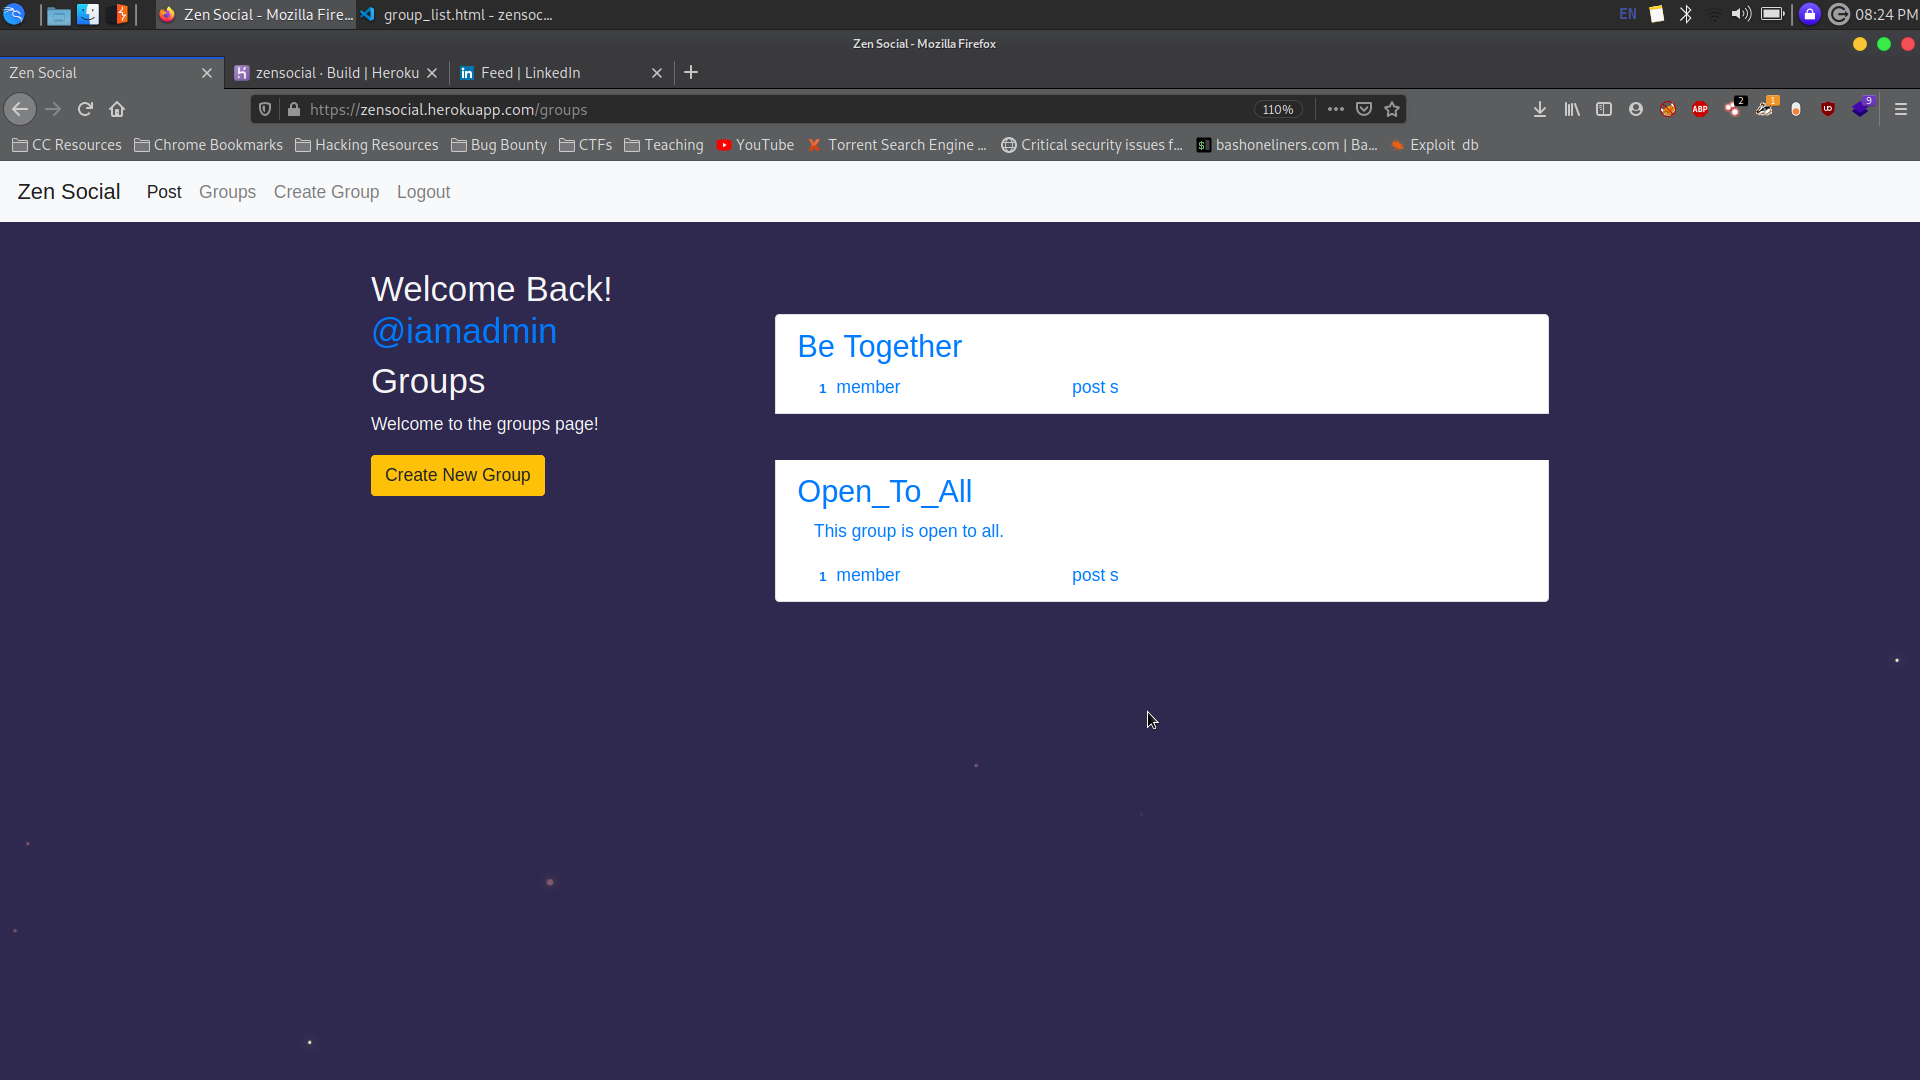 Zen Social - Mozilla Fire...
group_list.html - zensoc...
EN
08:24 PM
Zen Social - Mozilla Firefox
Zen Social
zensocial · Build | Heroku
Feed | LinkedIn
https://zensocial.herokuapp.com/groups
110%
ABP
2
1
9
CC Resources
Chrome Bookmarks
Hacking Resources
Bug Bounty
CTFs
Teaching
YouTube
Torrent Search Engine ...
Critical security issues f...
bashoneliners.com | Ba...
Exploit db
Zen Social
Post
Groups
Create Group
Logout
Welcome Back!
@iamadmin
Groups
Welcome to the groups page!
Create New Group
Be Together
1 member
post s
Open_To_All
This group is open to all.
1 member
post s